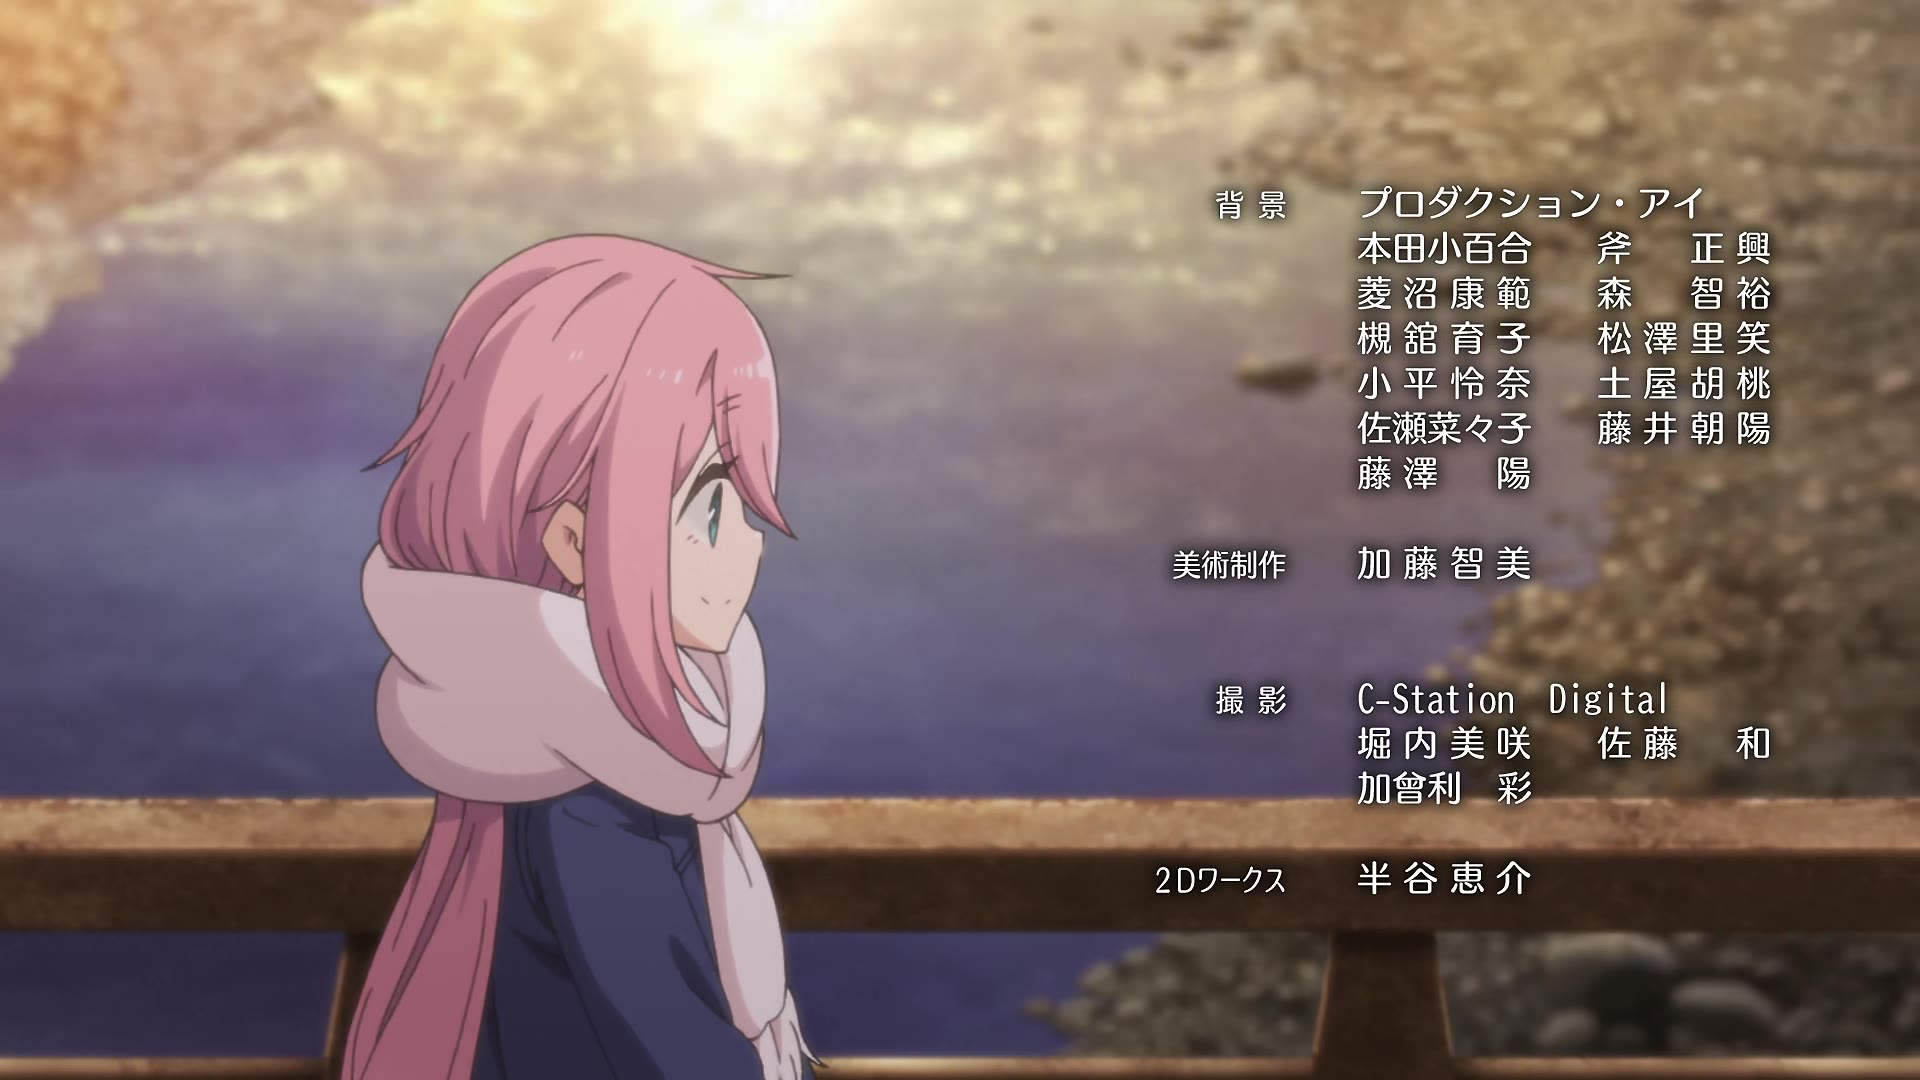 背景 プロダクション・アイ
本田小百合 斧 正興
菱沼康範 森 智裕
槻舘育子 松澤里笑
小平怜奈 土屋胡桃
佐瀬菜々子 藤井朝陽
藤澤 陽
美術制作 加藤智美
撮影 C-Station Digital
堀内美咲 佐藤 和
加曾利 彩
2Dワークス 半谷恵介